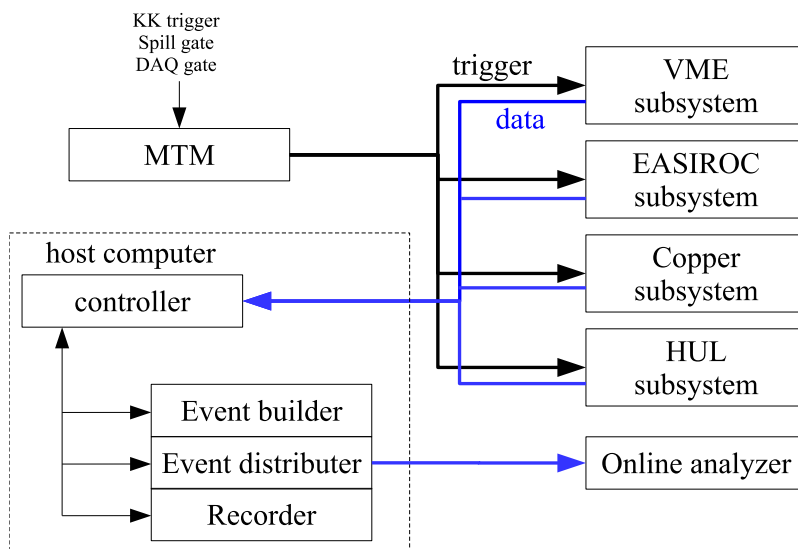 KK trigger
Spill gate
DAQ gate
MTM
trigger
data
VME
subsystem
EASIROC
subsystem
Copper
subsystem
HUL
subsystem
host computer
controller
Event builder
Event distributer
Recorder
Online analyzer